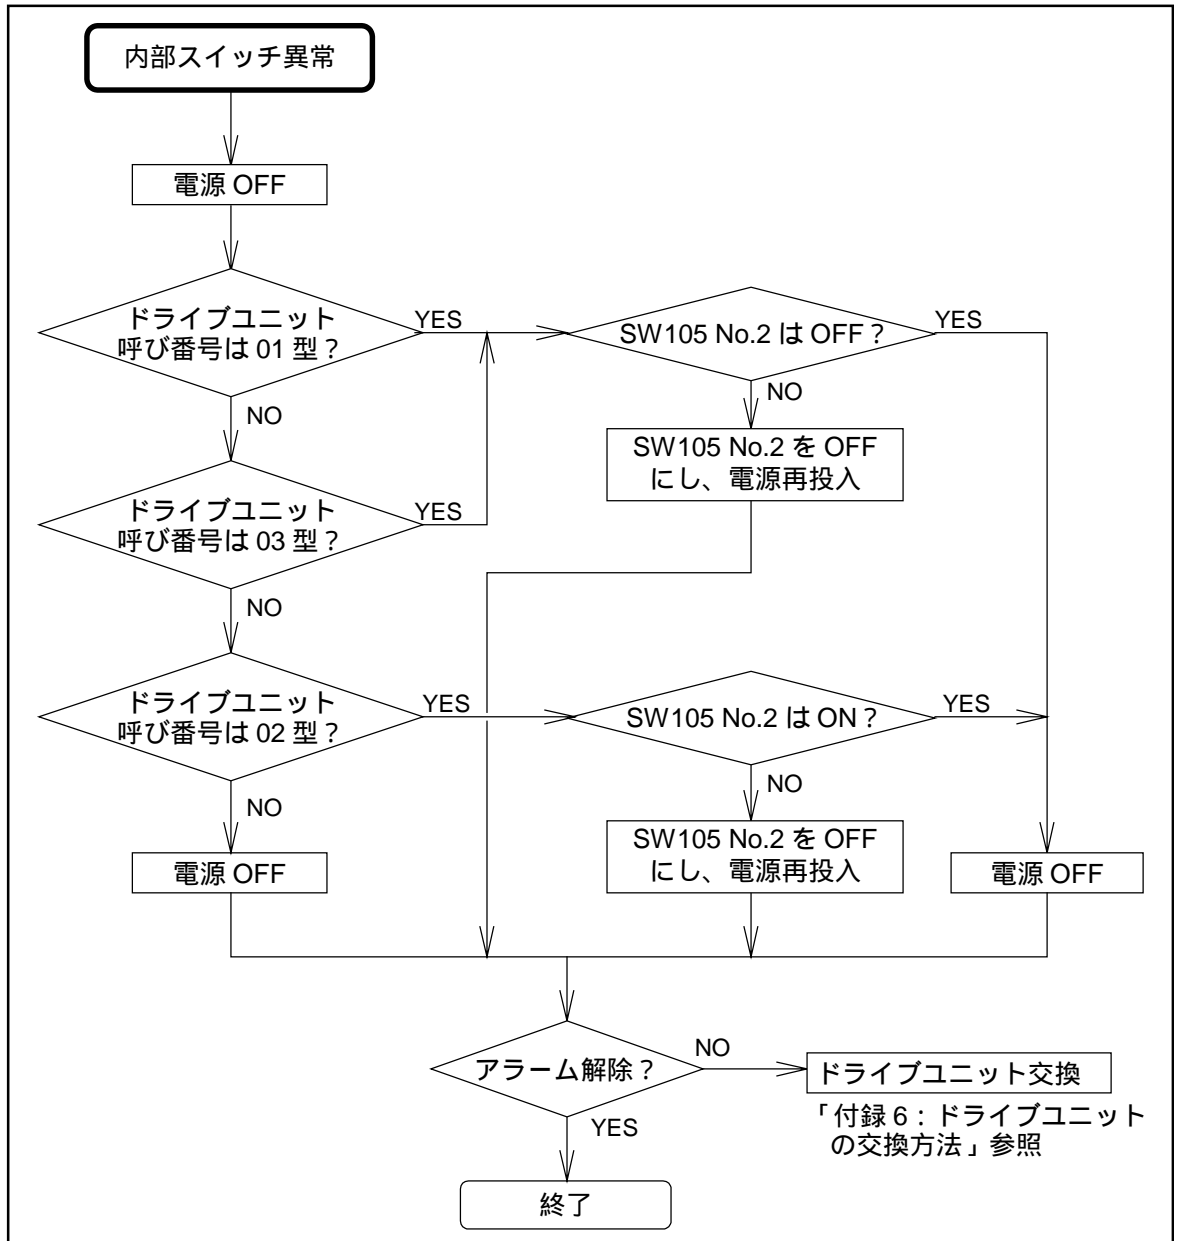 内部スイッチ異常
電源 OFF
ドライブユニット
呼び番号は 01 型？
YES
SW105 No.2 は OFF？
YES
NO
NO
SW105 No.2 を OFF
にし、電源再投入
ドライブユニット
呼び番号は 03 型？
YES
NO
ドライブユニット
呼び番号は 02 型？
YES
SW105 No.2 は ON？
YES
NO
NO
電源 OFF
SW105 No.2 を OFF
にし、電源再投入
電源 OFF
アラーム解除？
NO
ドライブユニット交換
「付録 6：ドライブユニット
の交換方法」参照
YES
終了